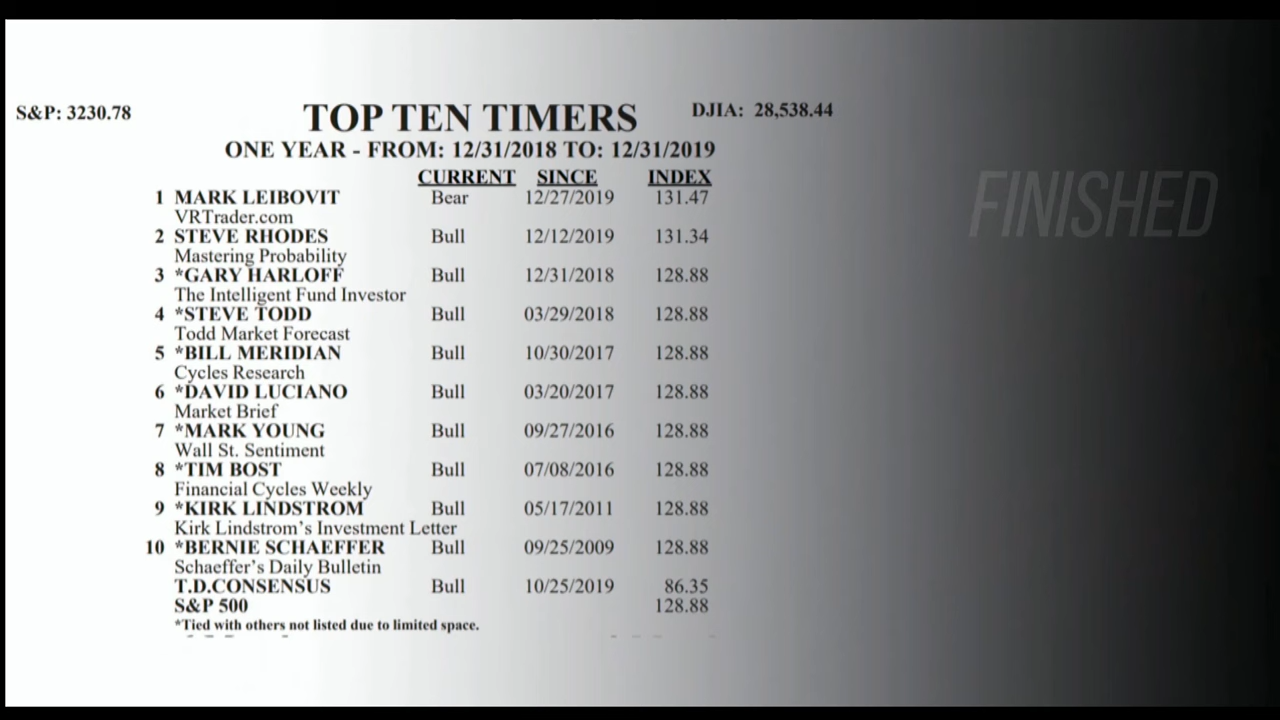 S&P: 3230.78 TOP TEN TIMERS DJIA: 28,538.44
ONE YEAR - FROM: 12/31/2018 TO: 12/31/2019
CURRENT SINCE INDEX
1 MARK LEIBOVIT Bear 12/27/2019 131.47
VRTrader.com
FINISHED
2 STEVE RHODES Bull 12/12/2019 131.34
Mastering Probability
3 *GARY HARLOFF Bull 12/31/2018 128.88
The Intelligent Fund Investor
4 *STEVE TODD Bull 03/29/2018 128.88
Todd Market Forecast
5 *BILL MERIDIAN Bull 10/30/2017 128.88
Cycles Research
6 *DAVID LUCIANO Bull 03/20/2017 128.88
Market Brief
7 *MARK YOUNG Bull 09/27/2016 128.88
Wall St. Sentiment
8 *TIM BOST Bull 07/08/2016 128.88
Financial Cycles Weekly
9 *KIRK LINDSTROM Bull 05/17/2011 128.88
Kirk Lindstrom's Investment Letter
10 *BERNIE SCHAEFFER Bull 09/25/2009 128.88
Schaeffer's Daily Bulletin
T.D.CONSENSUS Bull 10/25/2019 86.35
S&P 500 128.88
*Tied with others not listed due to limited space.